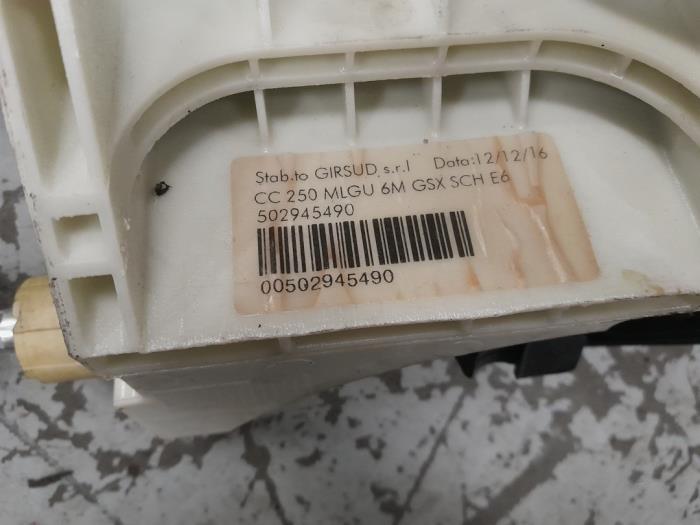 Stab.to GIRSUD s.r.l Data:12/12/16
CC 250 MLGU 6M GSX SCH E6
502945490
00502945490